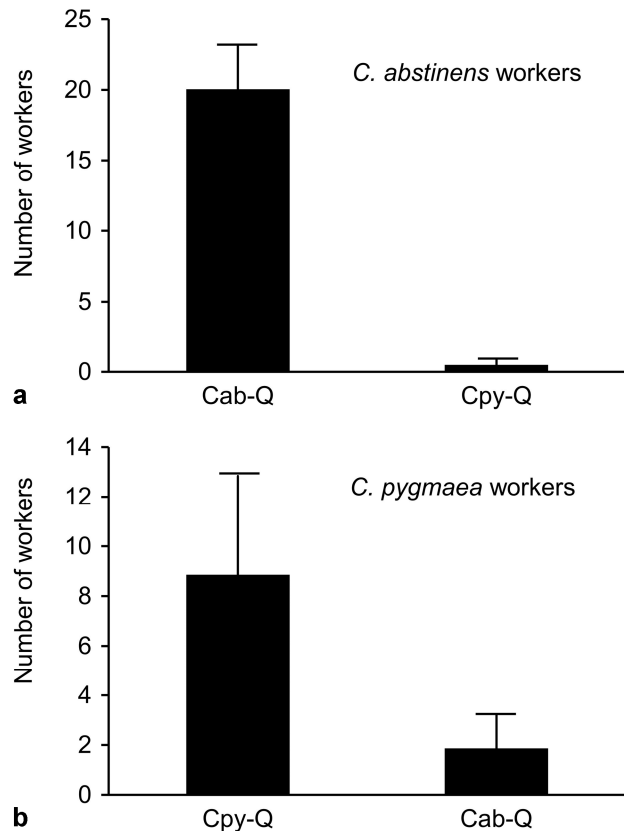 25
20
15
10
5
0
Number of workers
C. abstinens workers
Cab-Q
Cpy-Q
a
14
12
10
8
6
4
2
0
Number of workers
C. pygmaea workers
Cpy-Q
Cab-Q
b